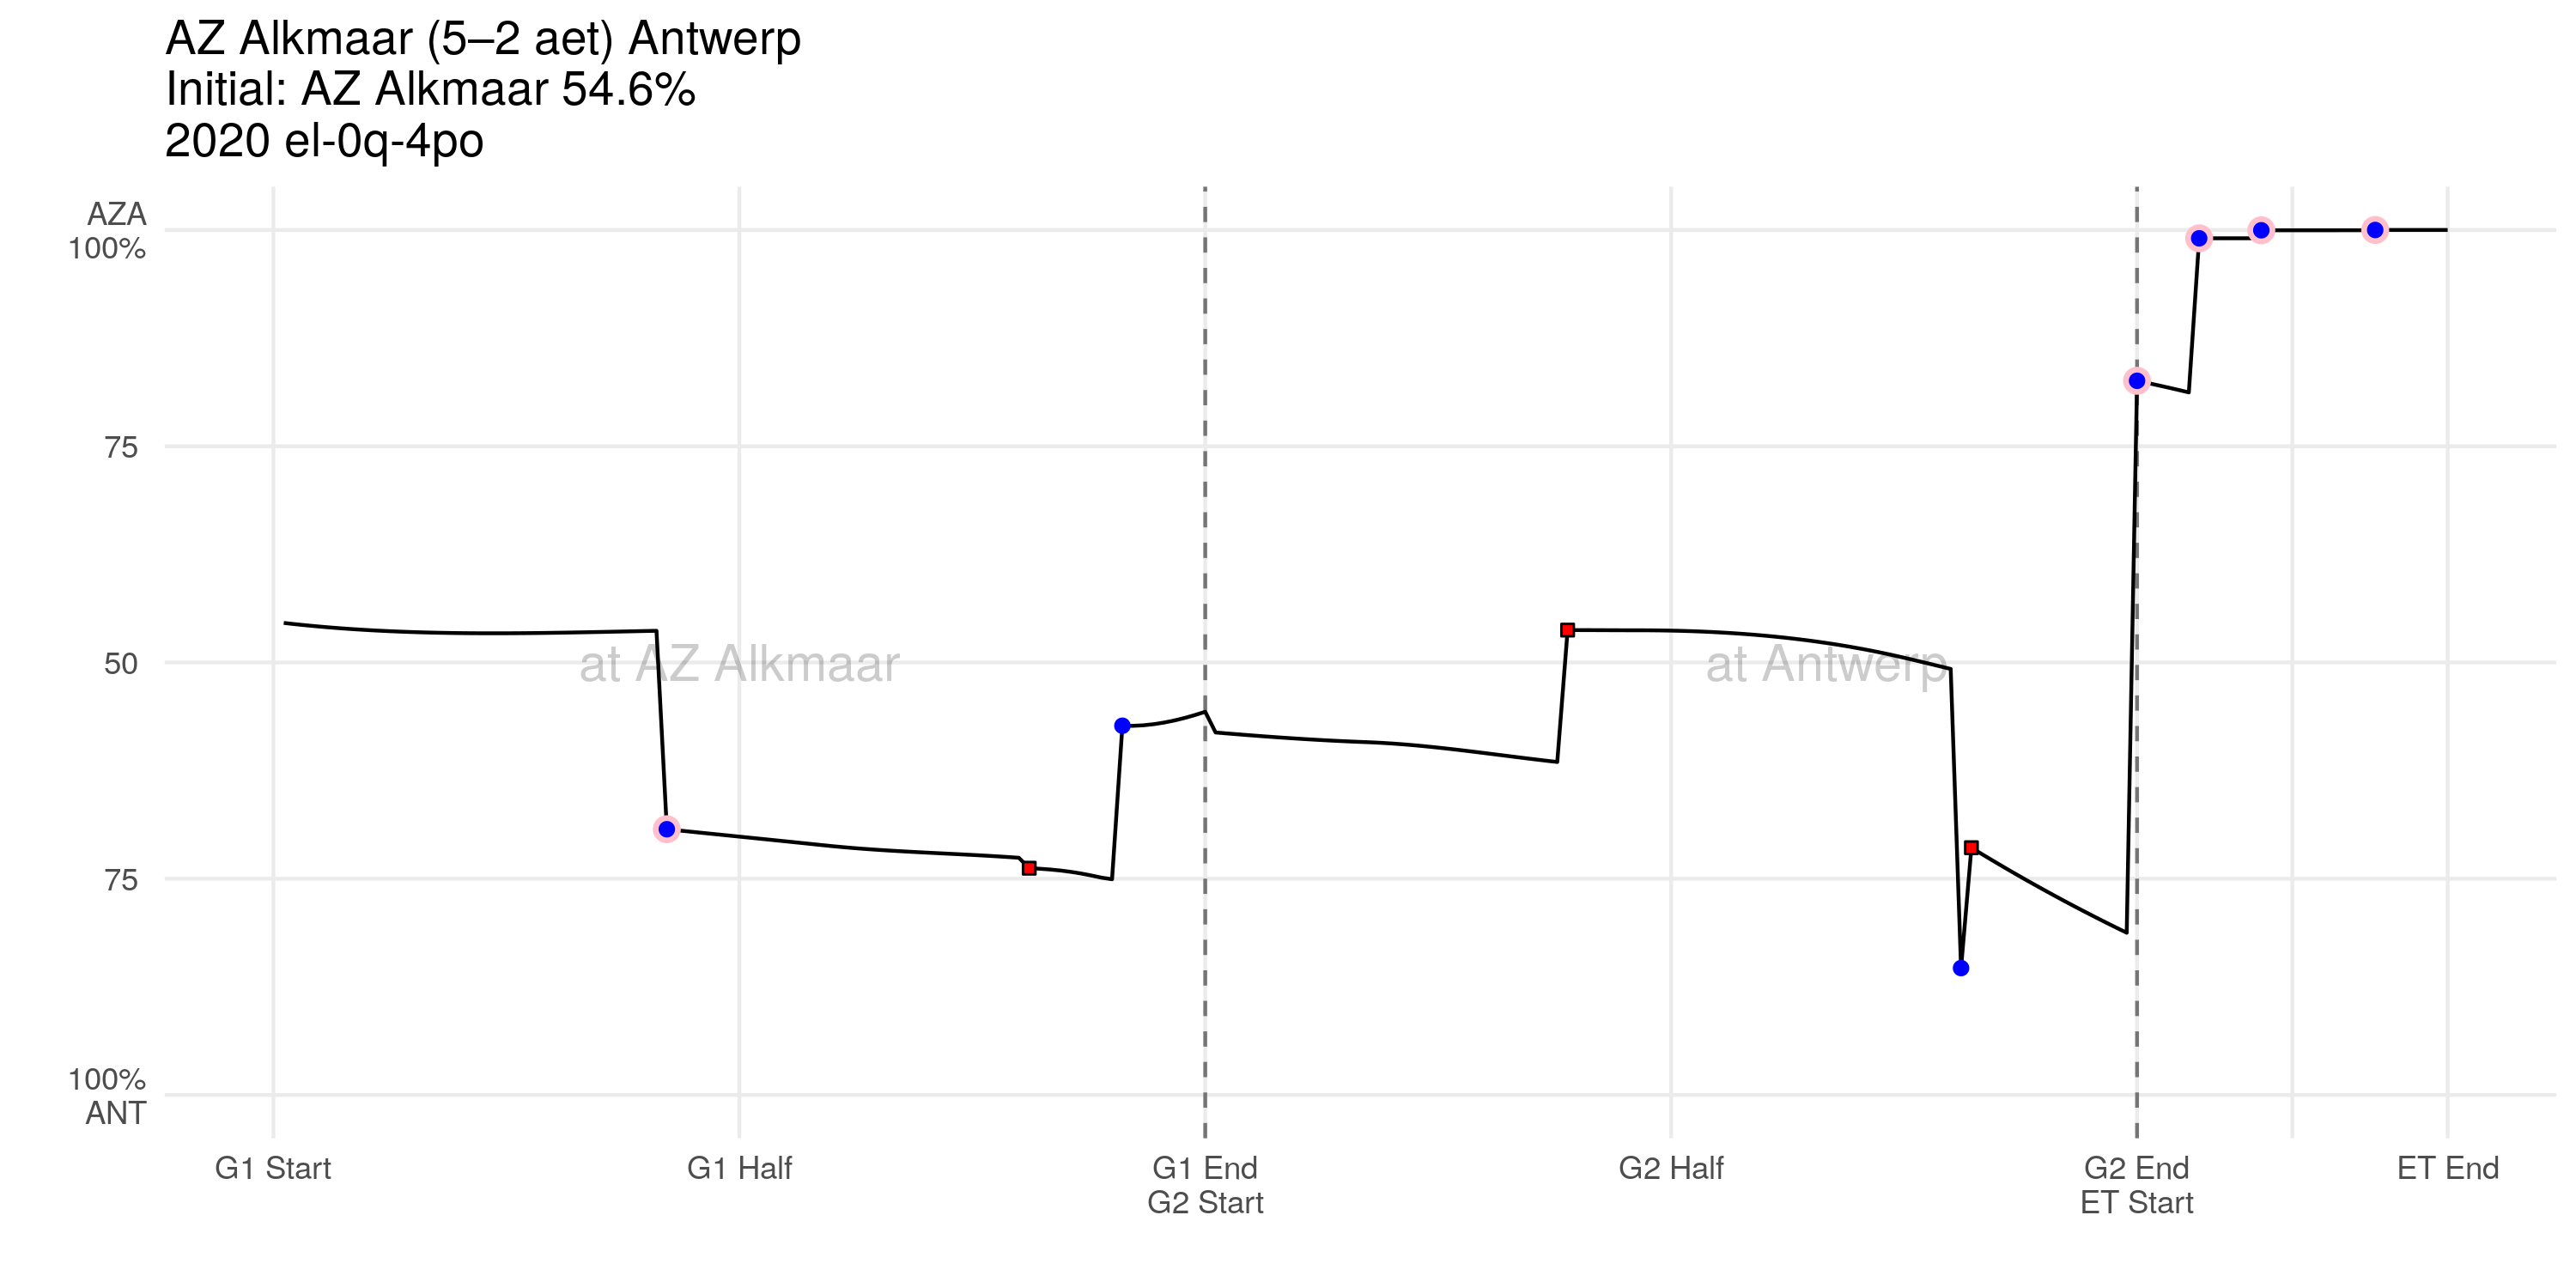 AZ Alkmaar (5–2 aet) Antwerp
Initial: AZ Alkmaar 54.6%
2020 el-0q-4po
AZA
100%
75
50
75
100%
ANT
at AZ Alkmaar
at Antwerp
G1 Start
G1 Half
G1 End
G2 Start
G2 Half
G2 End
ET Start
ET End